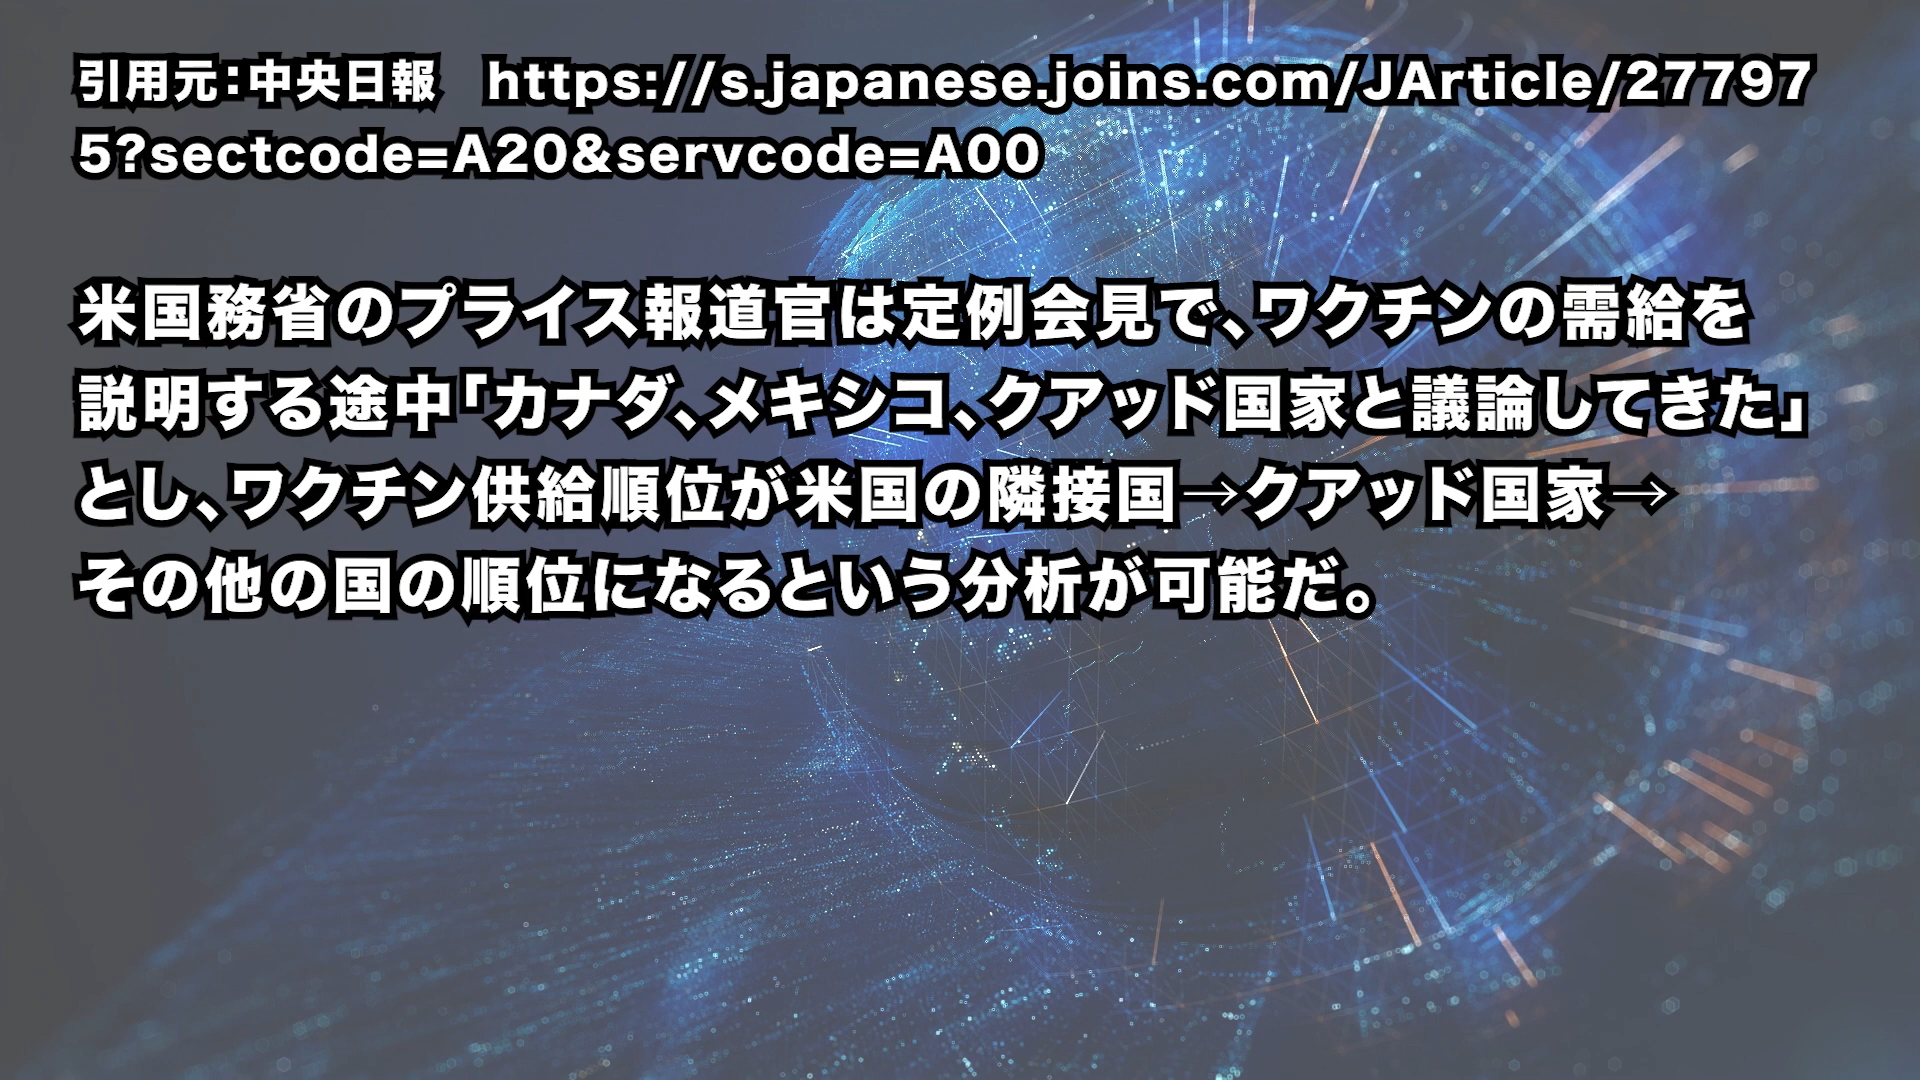 引用元：中央日報　https://s.japanese.joins.com/JArticle/27797
5?sectcode=A20&servcode=A00
米国務省のプライス報道官は定例会見で、ワクチンの需給を
説明する途中「カナダ、メキシコ、クアッド国家と議論してきた」
とし、ワクチン供給順位が米国の隣接国→クアッド国家→
その他の国の順位になるという分析が可能だ。